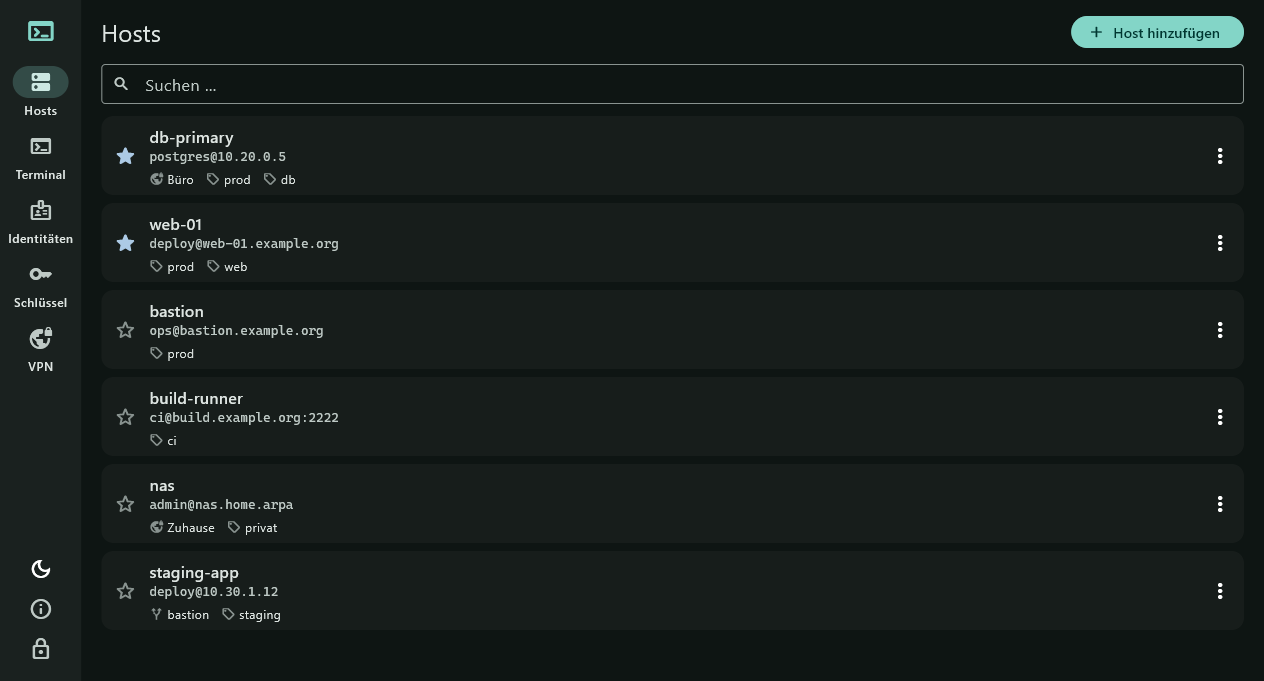 Hosts
Host hinzufügen
Suchen ...
Hosts
Terminal
Identitäten
Schlüssel
VPN
db-primary
postgres@10.20.0.5
Büro prod db
web-01
deploy@web-01.example.org
prod web
bastion
ops@bastion.example.org
prod
build-runner
ci@build.example.org:2222
ci
nas
admin@nas.home.arpa
Zuhause privat
staging-app
deploy@10.30.1.12
bastion staging